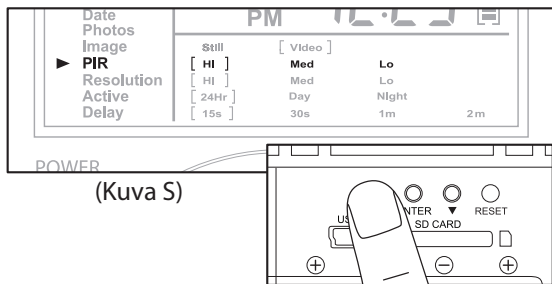 Date
PM
Photos
Image Still [ Video ]
▶ PIR [ HI ] Med Lo
Resolution [ HI ] Med Lo
Active [ 24Hr ] Day Night
Delay [ 15s ] 30s 1m 2m
POWER
(Kuva S)
RESET
SD CARD